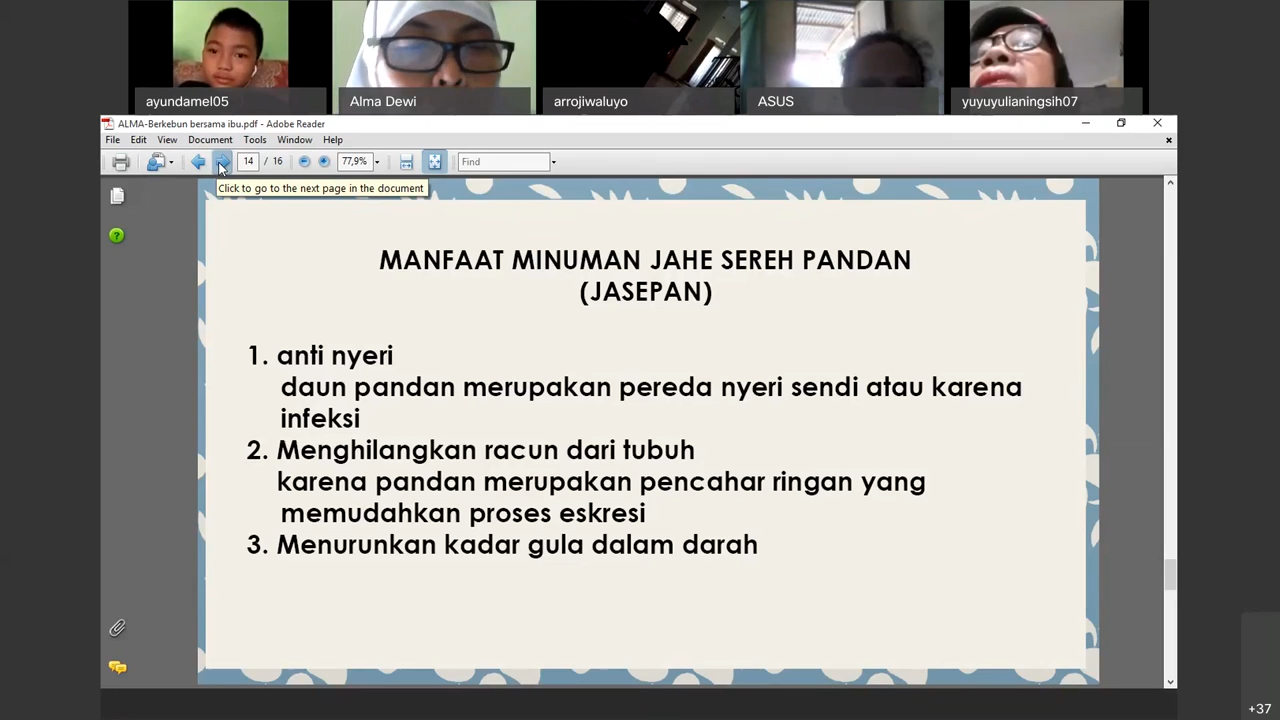 ayundamel05
Alma Dewi
arrojiwaluyo
ASUS
yuyuyulianingsih07
ALMA-Berkebun bersama ibu.pdf - Adobe Reader
File Edit View Document Tools Window Help
14 / 16 77,9% Find
Click to go to the next page in the document
MANFAAT MINUMAN JAHE SEREH PANDAN
(JASEPAN)
1. anti nyeri
daun pandan merupakan pereda nyeri sendi atau karena
infeksi
2. Menghilangkan racun dari tubuh
karena pandan merupakan pencahar ringan yang
memudahkan proses eskresi
3. Menurunkan kadar gula dalam darah
+37